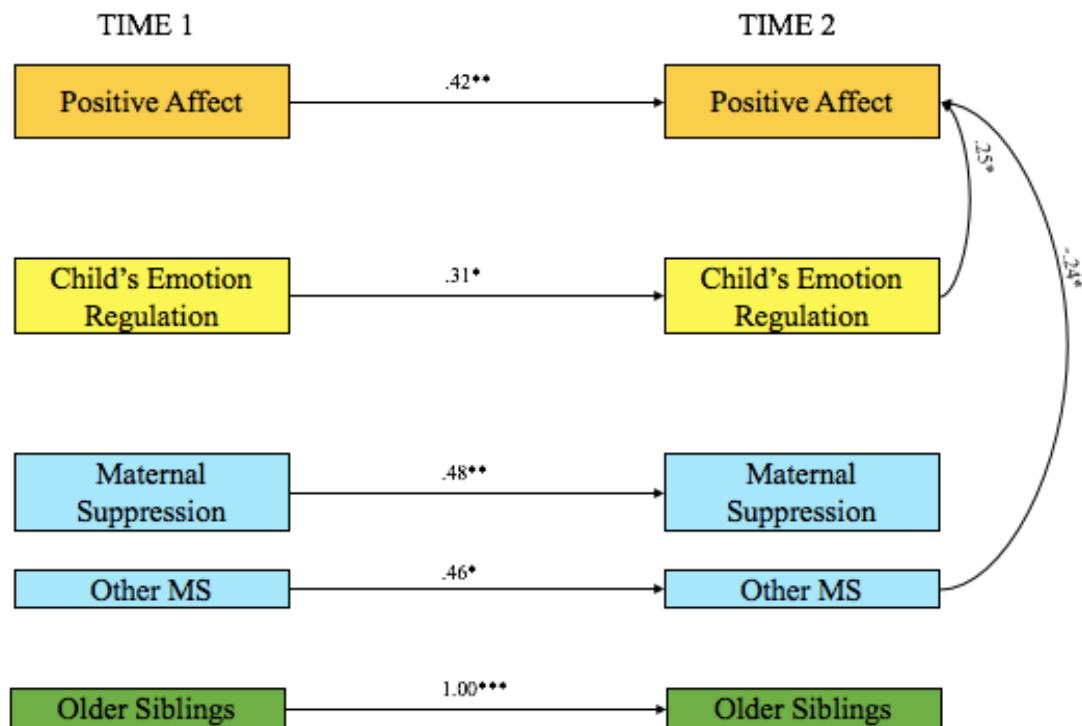 TIME 1
TIME 2
Positive Affect
.42**
Positive Affect
.25*
-.24*
Child's Emotion
Regulation
.31*
Child's Emotion
Regulation
Maternal
Suppression
.48**
Maternal
Suppression
Other MS
.46*
Other MS
Older Siblings
1.00***
Older Siblings